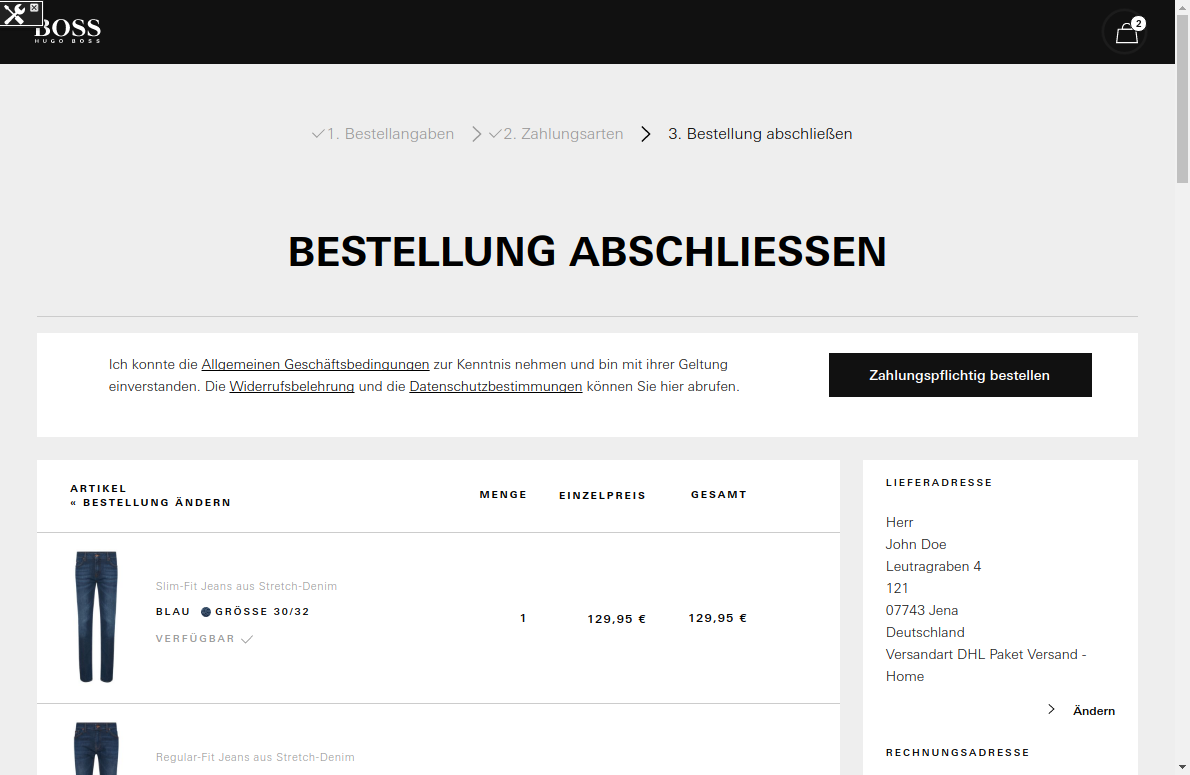 BOSS
HUGO BOSS
2
1. Bestellangaben
2. Zahlungsarten
3. Bestellung abschließen
BESTELLUNG ABSCHLIESSEN
Ich konnte die Allgemeinen Geschäftsbedingungen zur Kenntnis nehmen und bin mit ihrer Geltung
einverstanden. Die Widerrufsbelehrung und die Datenschutzbestimmungen können Sie hier abrufen.
Zahlungspflichtig bestellen
ARTIKEL
« BESTELLUNG ÄNDERN
MENGE
EINZELPREIS
GESAMT
Slim-Fit Jeans aus Stretch-Denim
BLAU GRÖSSE 30/32
VERFÜGBAR
1
129,95 €
129,95 €
Regular-Fit Jeans aus Stretch-Denim
LIEFERADRESSE
Herr
John Doe
Leutragraben 4
121
07743 Jena
Deutschland
Versandart DHL Paket Versand -
Home
Ändern
RECHNUNGSADRESSE